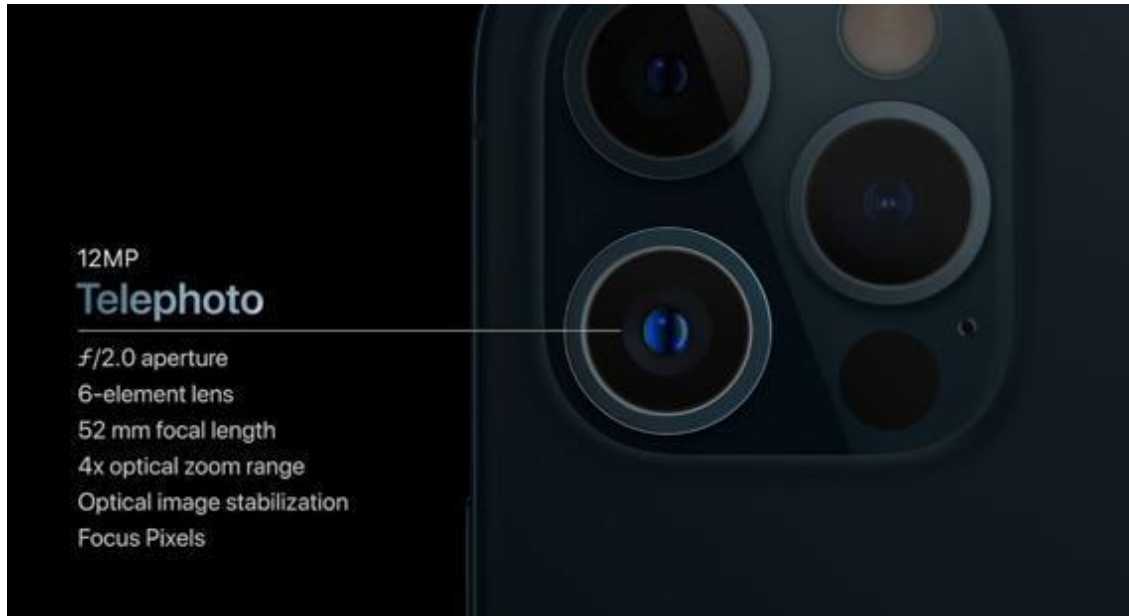 12MP
Telephoto
ƒ/2.0 aperture
6-element lens
52 mm focal length
4x optical zoom range
Optical image stabilization
Focus Pixels